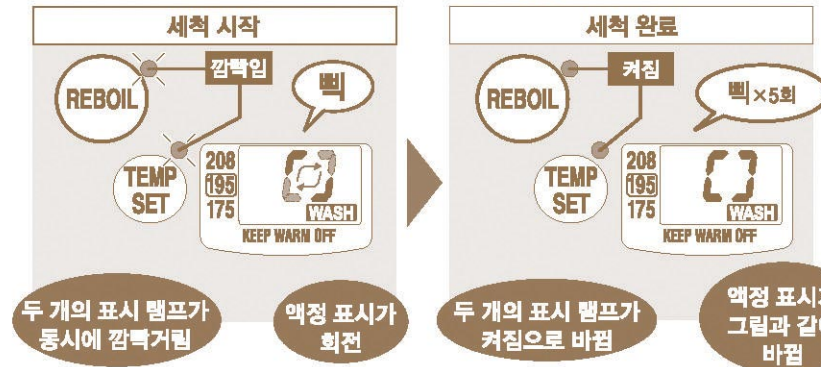 세척 시작
REBOIL
깜빡임
삑
TEMP
SET
208
195
175
WASH
KEEP WARM OFF
두 개의 표시 램프가
동시에 깜빡거림
액정 표시가
회전
세척 완료
REBOIL
켜짐
삑×5회
TEMP
SET
208
195
175
WASH
KEEP WARM OFF
두 개의 표시 램프가
켜짐으로 바뀜
액정 표시
그림과 같이
바뀜